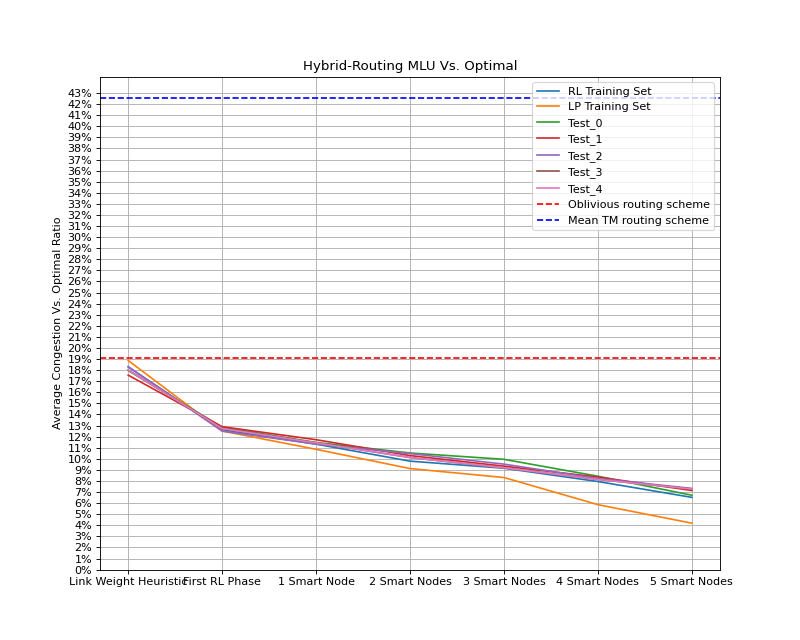 Hybrid-Routing MLU Vs. Optimal
Average Congestion Vs. Optimal Ratio
43%
42%
41%
40%
39%
38%
37%
36%
35%
34%
33%
32%
31%
30%
29%
28%
27%
26%
25%
24%
23%
22%
21%
20%
19%
18%
17%
16%
15%
14%
13%
12%
11%
10%
9%
8%
7%
6%
5%
4%
3%
2%
1%
0%
RL Training Set
LP Training Set
Test_0
Test_1
Test_2
Test_3
Test_4
Oblivious routing scheme
Mean TM routing scheme
Link Weight Heuristic
First RL Phase
1 Smart Node
2 Smart Nodes
3 Smart Nodes
4 Smart Nodes
5 Smart Nodes